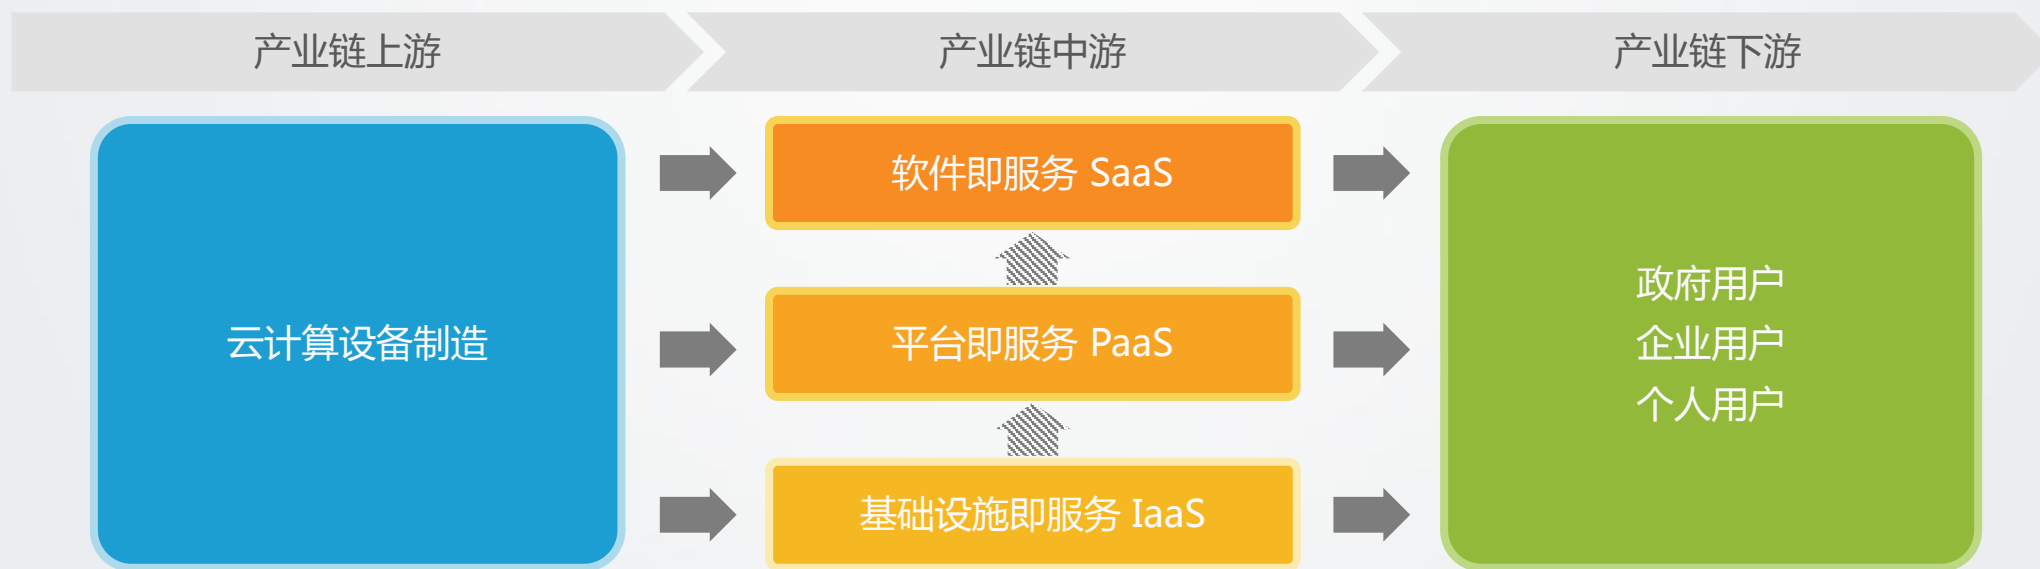 产业链上游
产业链中游
产业链下游
云计算设备制造
软件即服务 SaaS
平台即服务 PaaS
基础设施即服务 IaaS
政府用户
企业用户
个人用户